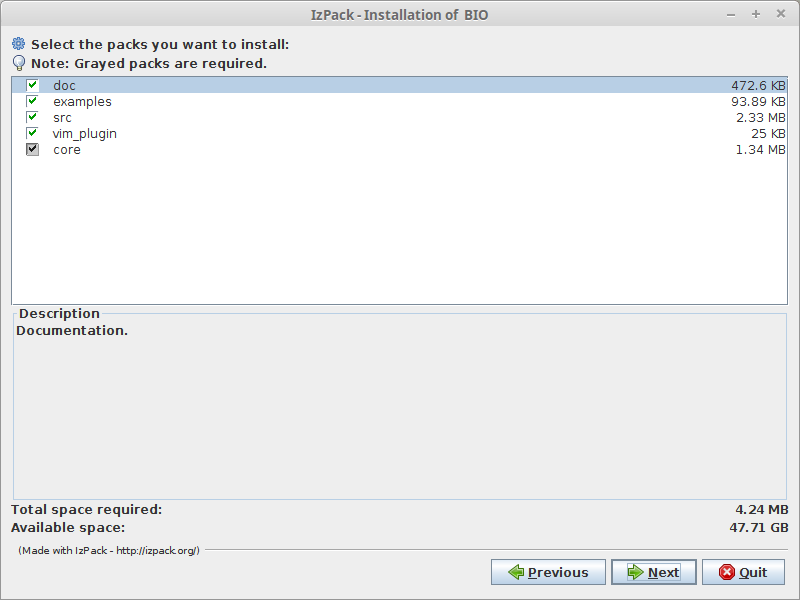 IzPack - Installation of  BIO
Select the packs you want to install:
Note: Grayed packs are required.
doc 472.6 KB
examples 93.89 KB
src 2.33 MB
vim_plugin 25 KB
core 1.34 MB
Description
Documentation.
Total space required: 4.24 MB
Available space: 47.71 GB
(Made with IzPack - http://izpack.org/)
Previous Next Quit